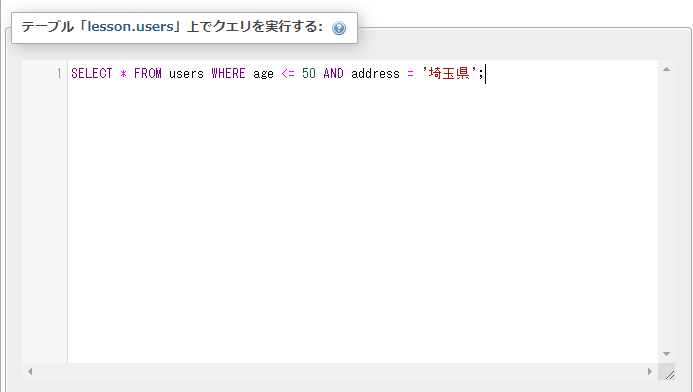 テーブル「lesson.users」上でクエリを実行する:
1 SELECT * FROM users WHERE age <= 50 AND address = '埼玉県';